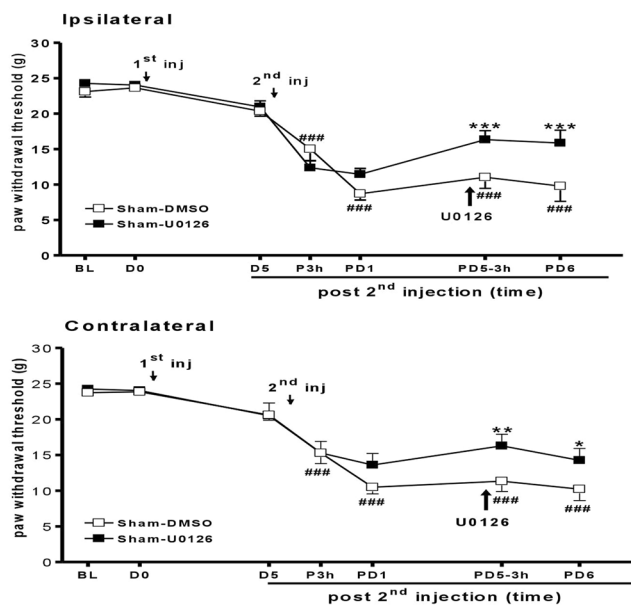 Ipsilateral
paw withdrawal threshold (g)
30
25
20
15
10
5
0
1st inj
2nd inj
###
***
***
###
###
###
U0126
Sham-DMSO
Sham-U0126
BL
D0
D5
P3h
PD1
PD5-3h
PD6
post 2nd injection (time)
Contralateral
paw withdrawal threshold (g)
30
25
20
15
10
5
0
1st inj
2nd inj
**
*
###
###
###
###
U0126
Sham-DMSO
Sham-U0126
BL
D0
D5
P3h
PD1
PD5-3h
PD6
post 2nd injection (time)